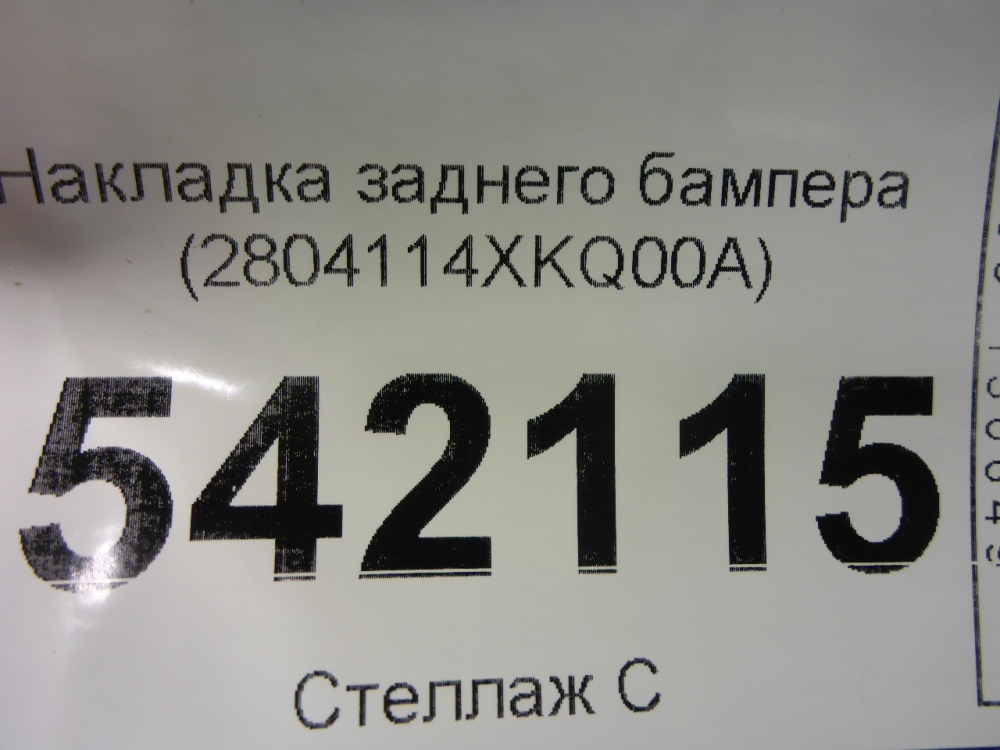 Накладка заднего бампера
(2804114XKQ00A)
542115
Стеллаж С